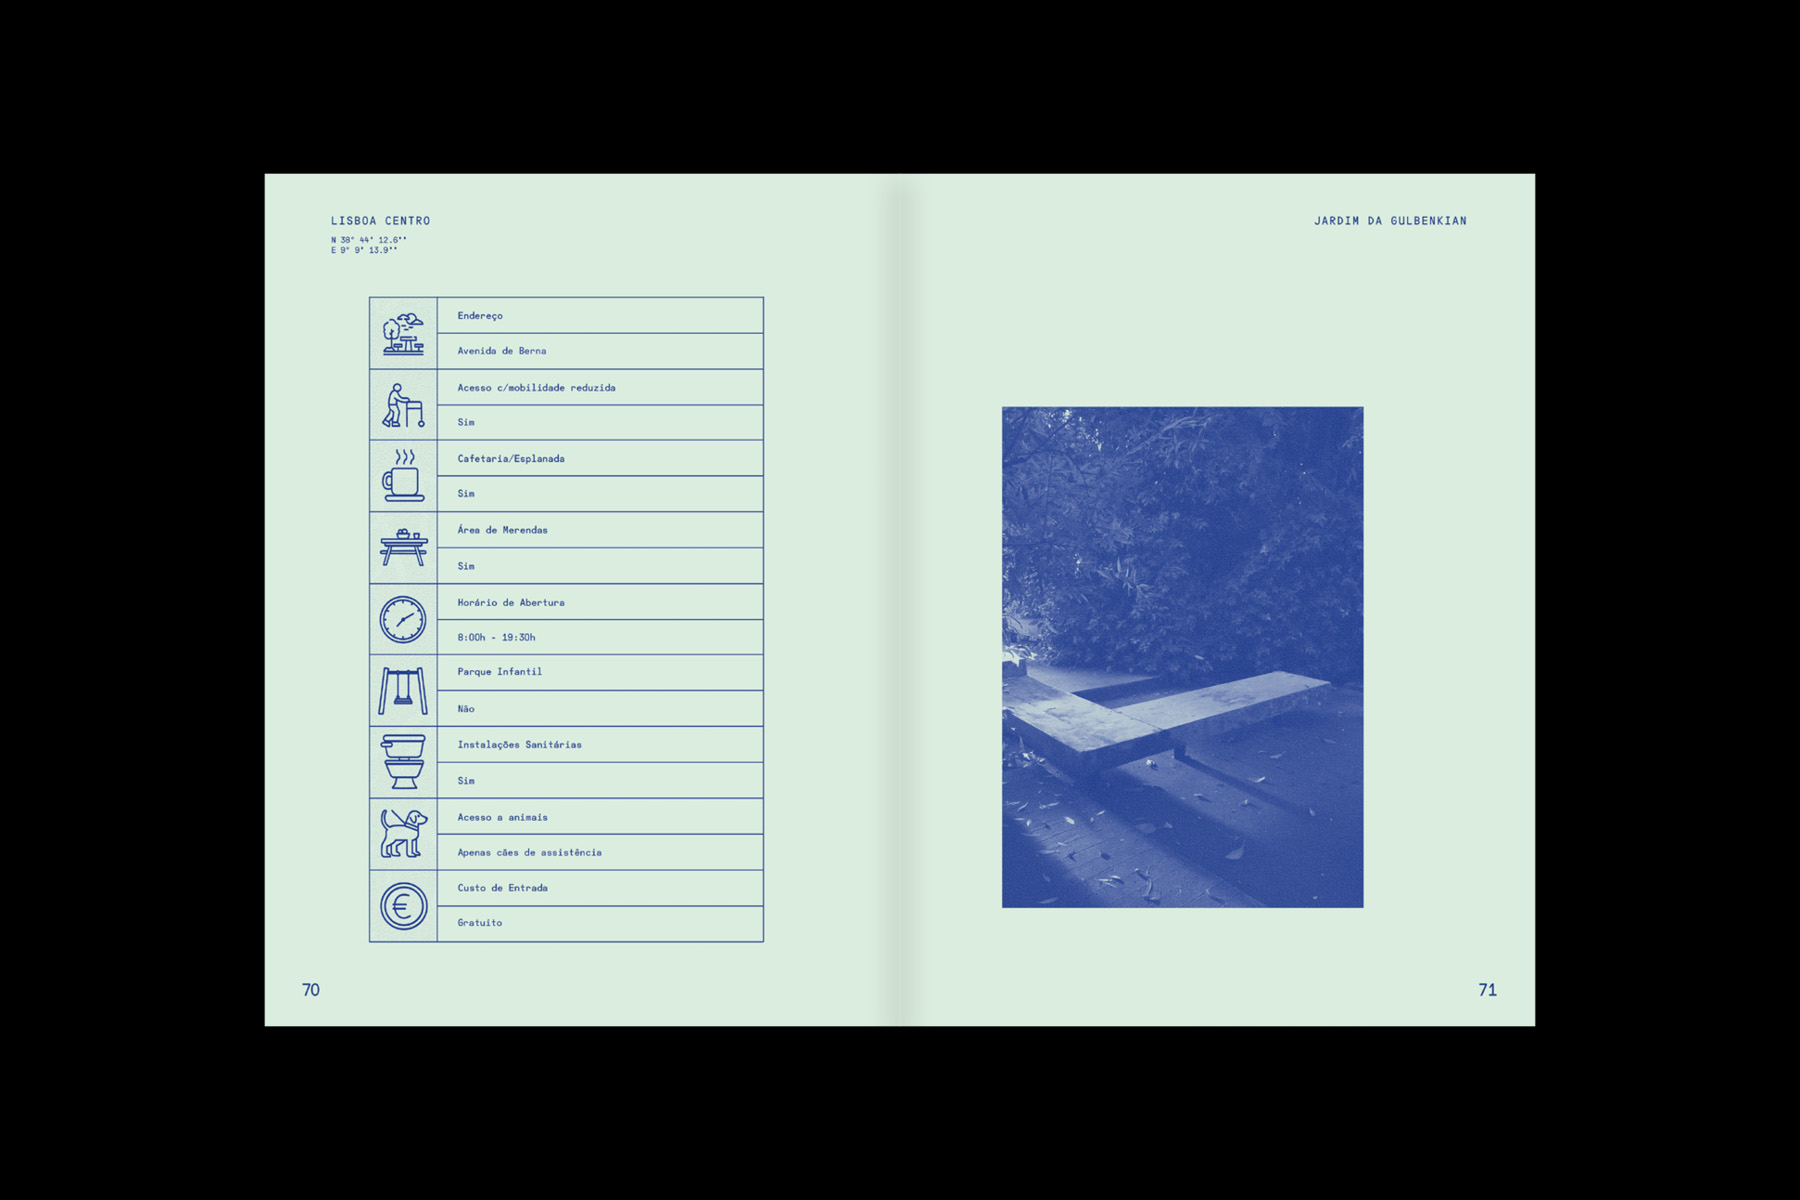 LISBOA CENTRO
N 38° 44' 12.6''
E 9° 9' 13.9''
JARDIM DA GULBENKIAN
Endereço
Avenida de Berna
Acesso c/mobilidade reduzida
Sim
Cafetaria/Esplanada
Sim
Área de Merendas
Sim
Horário de Abertura
8:00h - 19:30h
Parque Infantil
Não
Instalações Sanitárias
Sim
Acesso a animais
Apenas cães de assistência
€
Custo de Entrada
Gratuito
70
71